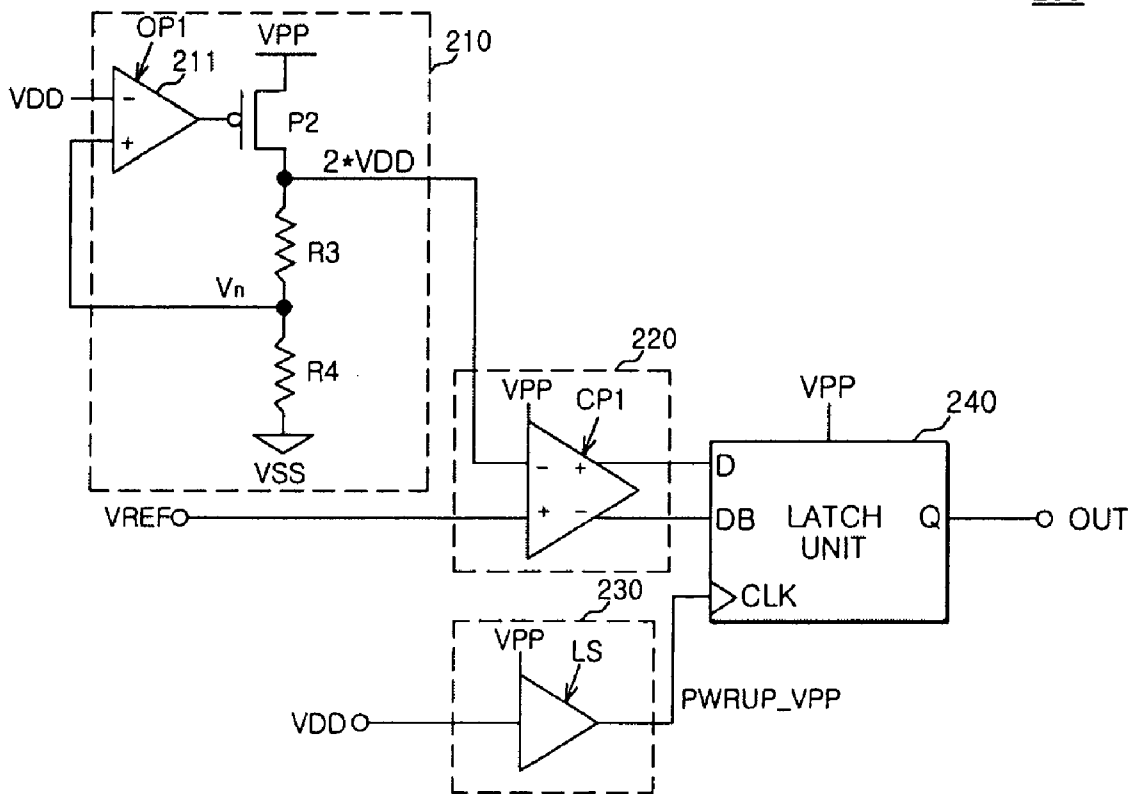 OP1
VPP
210
211
VDD
-
+
P2
2*VDD
R3
Vn
R4
VSS
220
VPP
CP1
VPP
240
- +
D
VREF
+ -
DB
LATCH
UNIT
Q
OUT
CLK
230
VPP
LS
PWRUP_VPP
VDD